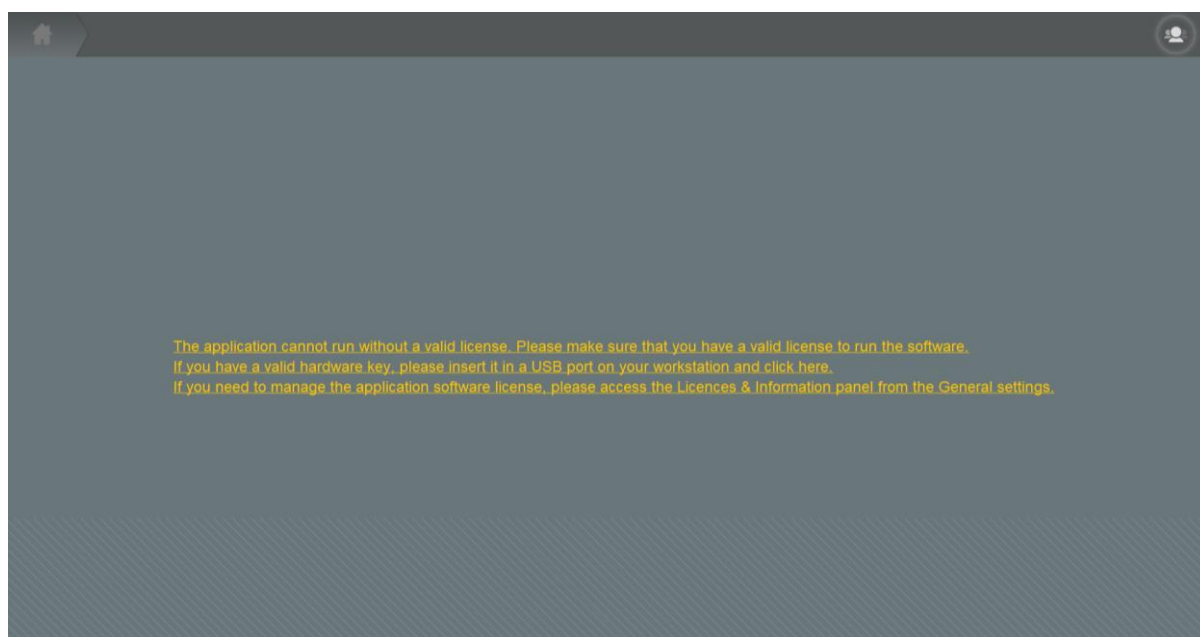 The application cannot run without a valid license. Please make sure that you have a valid license to run the software.
If you have a valid hardware key, please insert it in a USB port on your workstation and click here.
If you need to manage the application software license, please access the Licences & Information panel from the General settings.